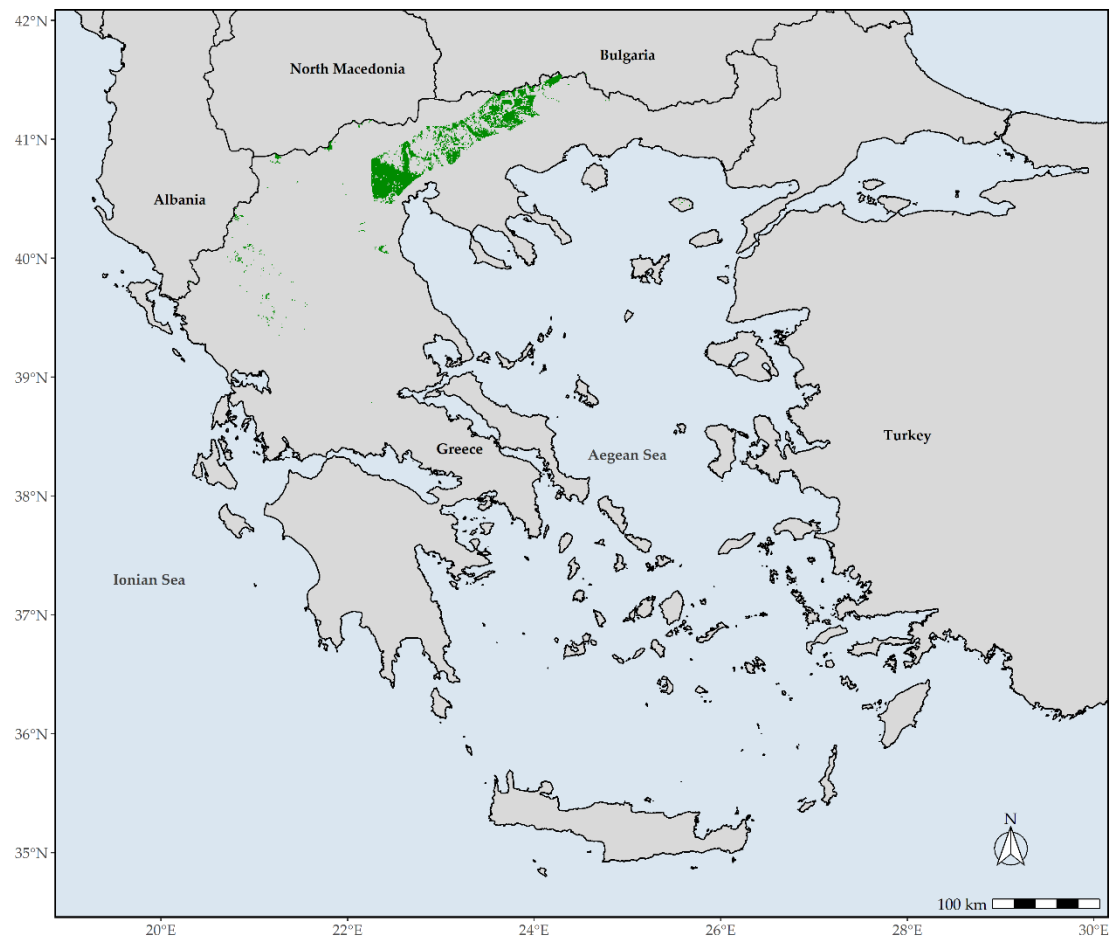 42°N
Bulgaria
North Macedonia
41°N
Albania
40°N
39°N
Greece
Aegean Sea
Turkey
38°N
Ionian Sea
37°N
36°N
N
35°N
100 km
20°E
22°E
24°E
26°E
28°E
30°E